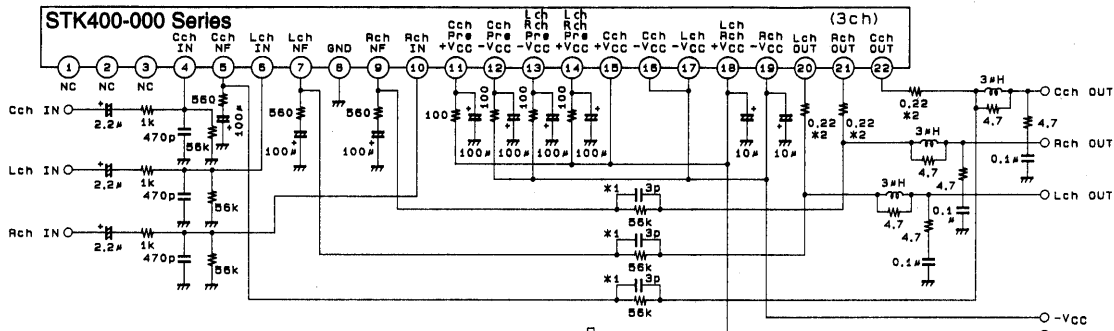 STK400-000 Series
(3ch)
Cch IN
Cch NF
Lch IN
Lch NF
GND
Rch NF
Rch IN
Cch Pre +VCC
Cch Pre -VCC
Lch Rch Pre -VCC
Lch Rch Pre +VCC
Cch +VCC
Cch -VCC
Lch -VCC
Lch Rch +VCC
Rch -VCC
Lch OUT
Rch OUT
Cch OUT
1 2 3 4 5 6 7 8 9 10 11 12 13 14 15 16 17 18 19 20 21 22
NC NC NC
Cch IN
2.2μ
1k
470p
56k
560
100μ
560
100μ
560
100μ
100
100μ
100
100μ
100
100μ
100
100μ
10μ
10μ
0.22
*2
0.22
*2
0.22
*2
3μH
4.7
4.7
0.1μ
Cch OUT
3μH
4.7
4.7
0.1μ
Rch OUT
Lch IN
2.2μ
1k
470p
56k
3μH
4.7
4.7
0.1μ
Lch OUT
Rch IN
2.2μ
1k
470p
56k
*1 3p
56k
*1 3p
56k
*1 3p
56k
-VCC